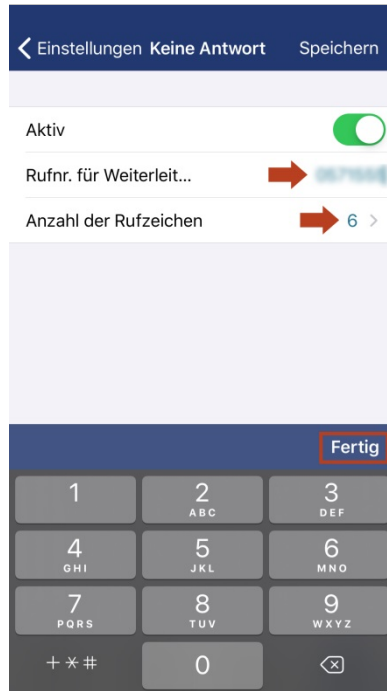 Einstellungen Keine Antwort Speichern
Aktiv
Rufnr. für Weiterleit...
Anzahl der Rufzeichen 6
Fertig
1 2 3
ABC DEF
4 5 6
GHI JKL MNO
7 8 9
PQRS TUV WXYZ
+*# 0